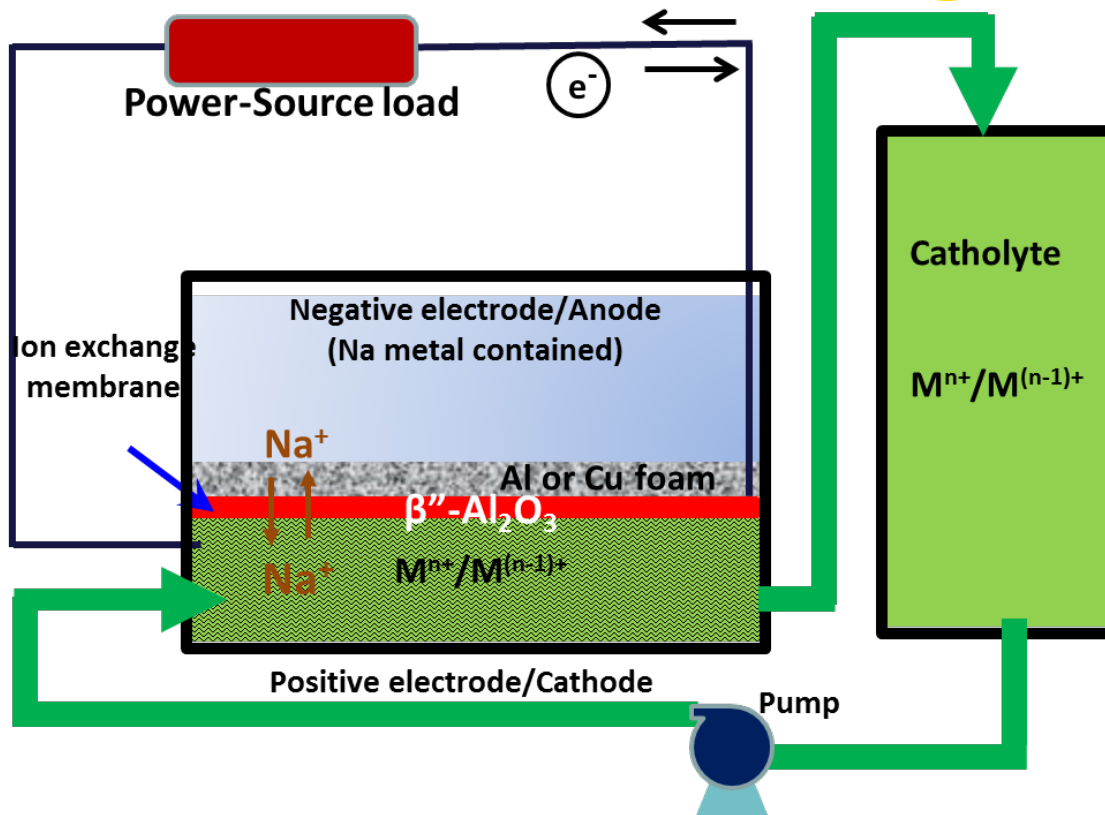 e⁻
Power-Source load
Catholyte
Mⁿ⁺/M⁽ⁿ⁻¹⁾⁺
Negative electrode/Anode
(Na metal contained)
Ion exchange
membrane
Na⁺
Al or Cu foam
β”-Al₂O₃
Na⁺
Mⁿ⁺/M⁽ⁿ⁻¹⁾⁺
Positive electrode/Cathode
Pump